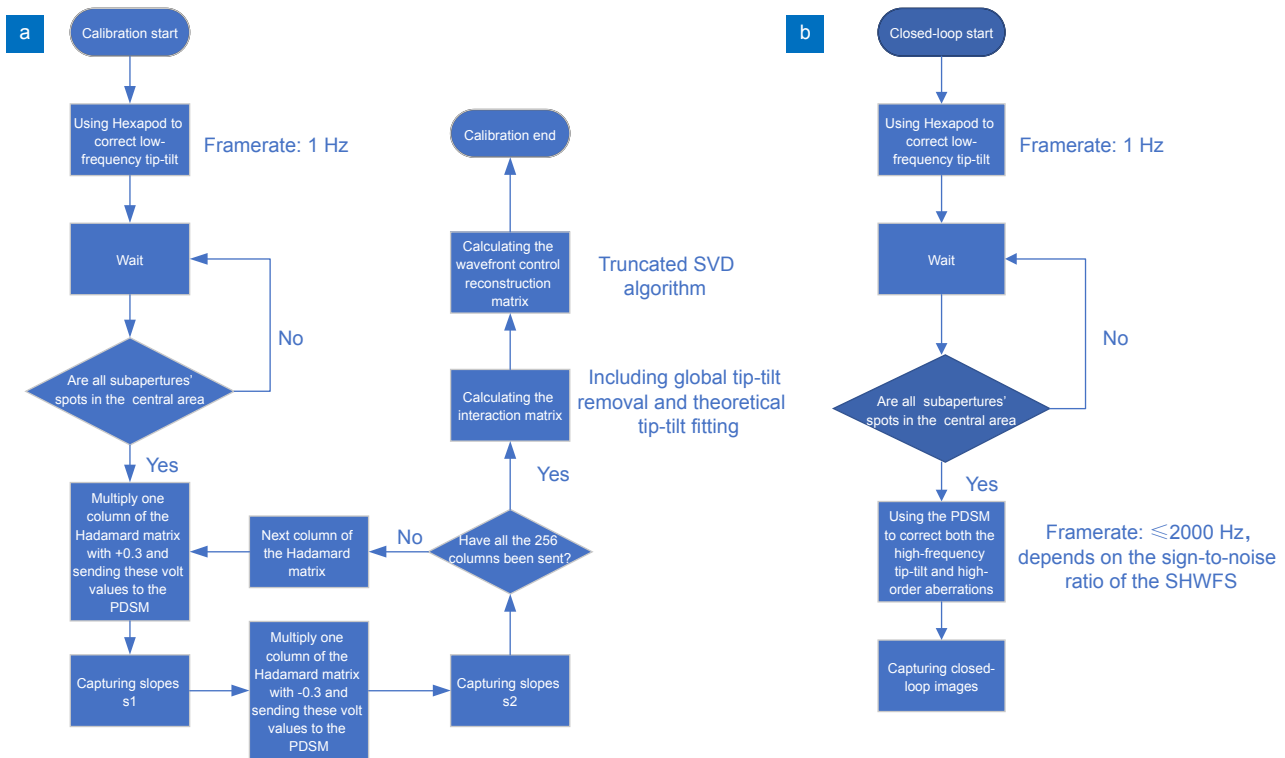 a
Calibration start
Using Hexapod to
correct low-
frequency tip-tilt
Framerate: 1 Hz
Wait
No
Are all subapertures’
spots in the central area
Yes
Multiply one
column of the
Hadamard matrix
with +0.3 and
sending these volt
values to the
PDSM
Capturing slopes
s1
Multiply one
column of the
Hadamard matrix
with -0.3 and
sending these volt
values to the
PDSM
Capturing slopes
s2
Have all the 256
columns been sent?
No
Next column of
the Hadamard
matrix
Yes
Calculating the
interaction matrix
Including global tip-tilt
removal and theoretical
tip-tilt fitting
Calculating the
wavefront control
reconstruction
matrix
Truncated SVD
algorithm
Calibration end
b
Closed-loop start
Using Hexapod to
correct low-
frequency tip-tilt
Framerate: 1 Hz
Wait
No
Are all subapertures’
spots in the central area
Yes
Using the PDSM
to correct both the
high-frequency
tip-tilt and high-
order aberrations
Framerate: ≤2000 Hz,
depends on the sign-to-noise
ratio of the SHWFS
Capturing closed-
loop images